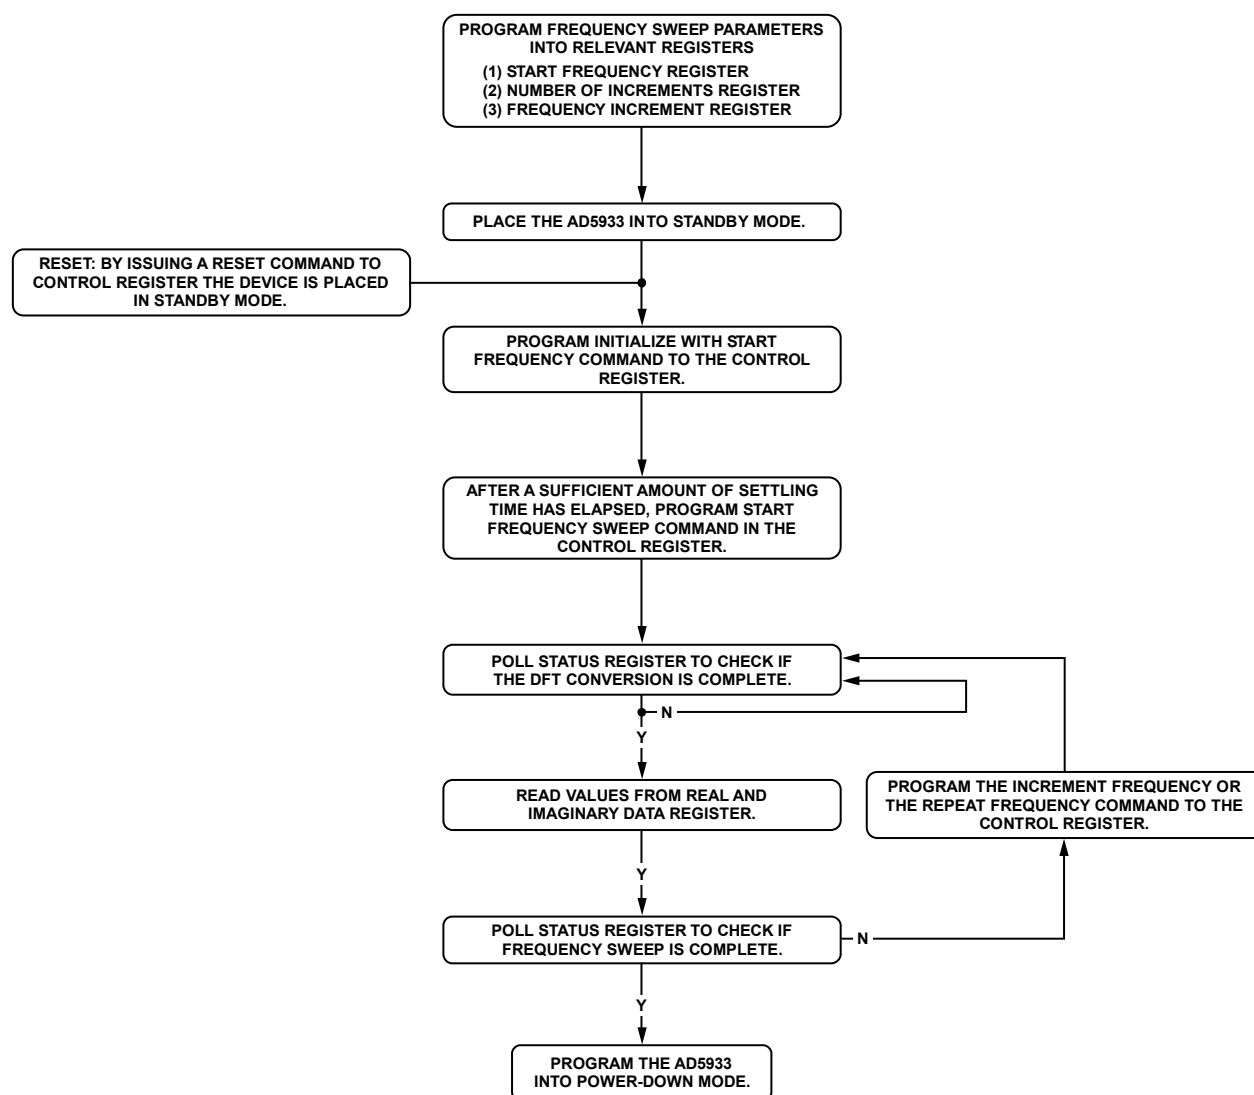 PROGRAM FREQUENCY SWEEP PARAMETERS
INTO RELEVANT REGISTERS
(1) START FREQUENCY REGISTER
(2) NUMBER OF INCREMENTS REGISTER
(3) FREQUENCY INCREMENT REGISTER
PLACE THE AD5933 INTO STANDBY MODE.
RESET: BY ISSUING A RESET COMMAND TO
CONTROL REGISTER THE DEVICE IS PLACED
IN STANDBY MODE.
PROGRAM INITIALIZE WITH START
FREQUENCY COMMAND TO THE CONTROL
REGISTER.
AFTER A SUFFICIENT AMOUNT OF SETTLING
TIME HAS ELAPSED, PROGRAM START
FREQUENCY SWEEP COMMAND IN THE
CONTROL REGISTER.
POLL STATUS REGISTER TO CHECK IF
THE DFT CONVERSION IS COMPLETE.
N
Y
READ VALUES FROM REAL AND
IMAGINARY DATA REGISTER.
PROGRAM THE INCREMENT FREQUENCY OR
THE REPEAT FREQUENCY COMMAND TO THE
CONTROL REGISTER.
Y
POLL STATUS REGISTER TO CHECK IF
FREQUENCY SWEEP IS COMPLETE.
N
Y
PROGRAM THE AD5933
INTO POWER-DOWN MODE.